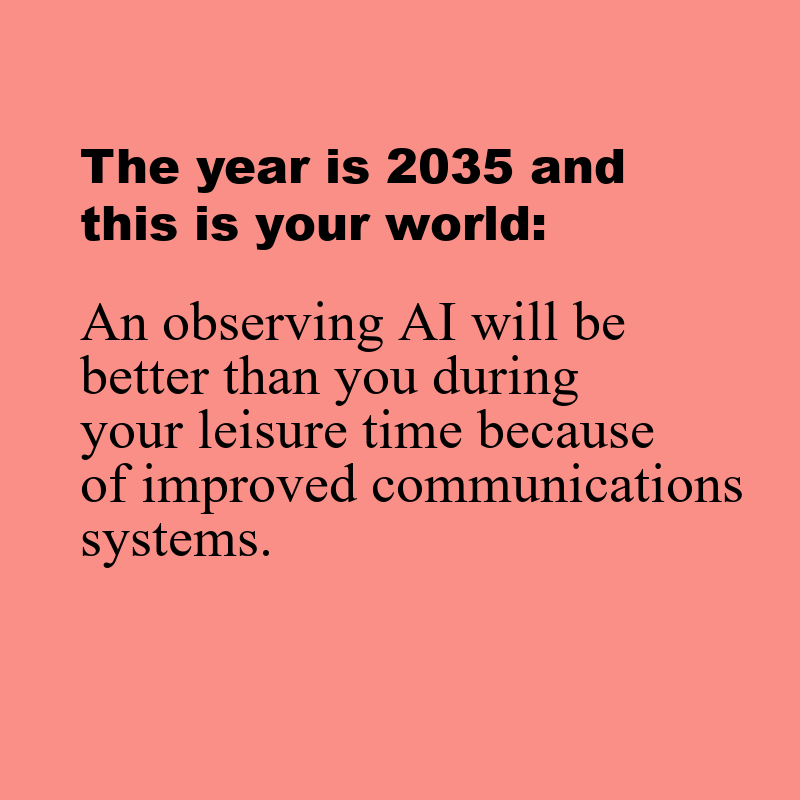 The year is 2035 and
this is your world:
An observing AI will be
better than you during
your leisure time because
of improved communications
systems.